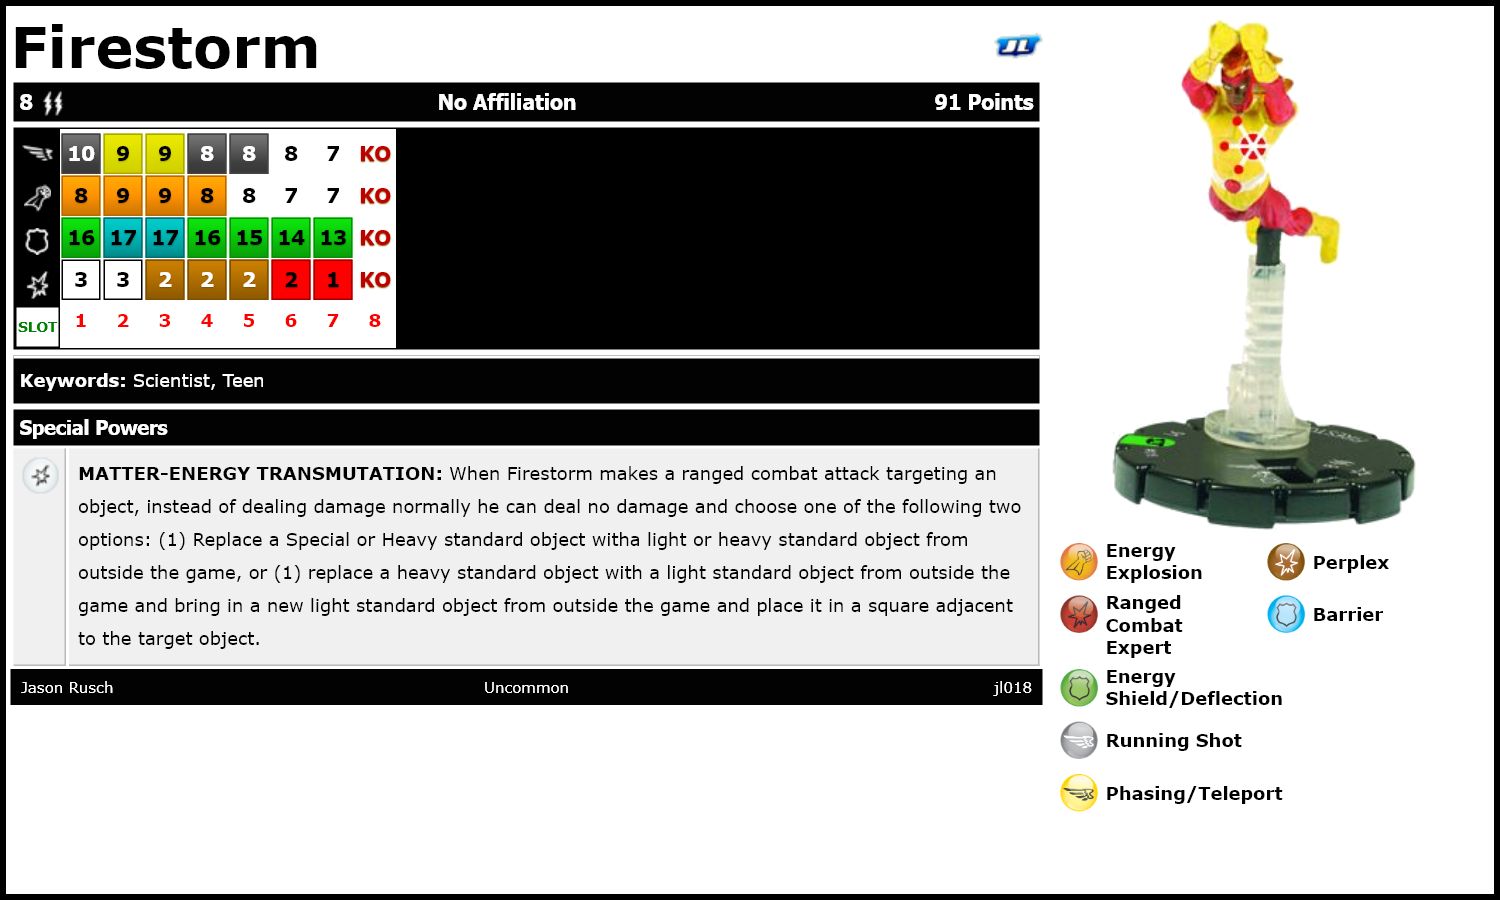 Firestorm
JL
8 No Affiliation 91 Points
10 9 9 8 8 8 7 KO
8 9 9 8 8 7 7 KO
16 17 17 16 15 14 13 KO
3 3 2 2 2 2 1 KO
SLOT 1 2 3 4 5 6 7 8
Keywords: Scientist, Teen
Special Powers
MATTER-ENERGY TRANSMUTATION: When Firestorm makes a ranged combat attack targeting an
object, instead of dealing damage normally he can deal no damage and choose one of the following two
options: (1) Replace a Special or Heavy standard object witha light or heavy standard object from
outside the game, or (1) replace a heavy standard object with a light standard object from outside the
game and bring in a new light standard object from outside the game and place it in a square adjacent
to the target object.
Jason Rusch Uncommon jl018
Energy
Explosion
Perplex
Ranged
Combat
Expert
Barrier
Energy
Shield/Deflection
Running Shot
Phasing/Teleport